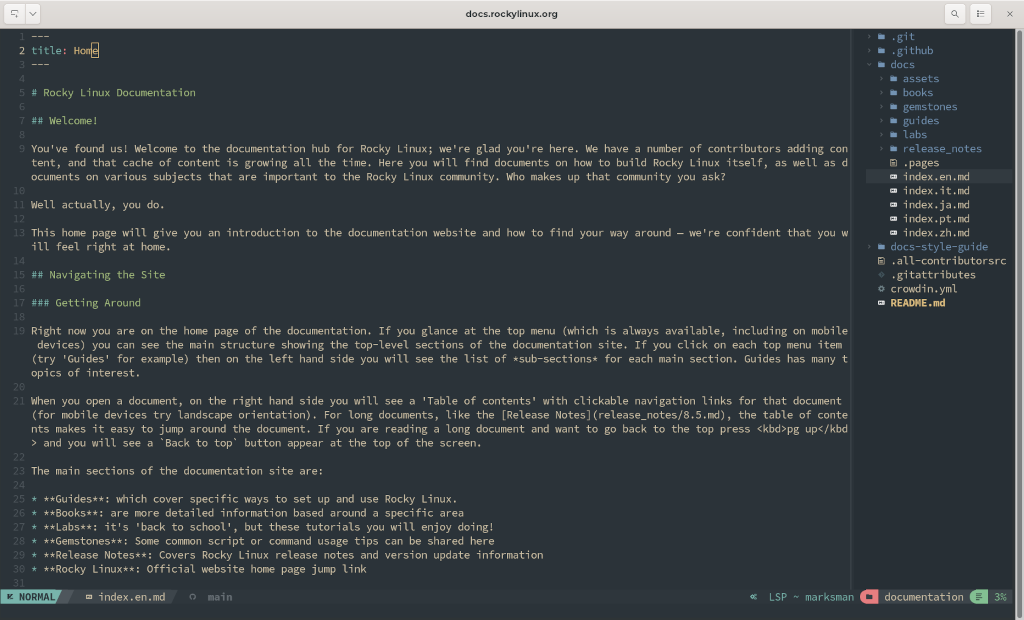 docs.rockylinux.org
1 ---
2 title: Home
3 ---
4
5 # Rocky Linux Documentation
6
7 ## Welcome!
8
9 You've found us! Welcome to the documentation hub for Rocky Linux; we're glad you're here. We have a number of contributors adding con
tent, and that cache of content is growing all the time. Here you will find documents on how to build Rocky Linux itself, as well as d
ocuments on various subjects that are important to the Rocky Linux community. Who makes up that community you ask?
10
11 Well actually, you do.
12
13 This home page will give you an introduction to the documentation website and how to find your way around — we're confident that you w
ill feel right at home.
14
15 ## Navigating the Site
16
17 ### Getting Around
18
19 Right now you are on the home page of the documentation. If you glance at the top menu (which is always available, including on mobile
devices) you can see the main structure showing the top-level sections of the documentation site. If you click on each top menu item
(try 'Guides' for example) then on the left hand side you will see the list of *sub-sections* for each main section. Guides has many t
opics of interest.
20
21 When you open a document, on the right hand side you will see a 'Table of contents' with clickable navigation links for that document
(for mobile devices try landscape orientation). For long documents, like the [Release Notes](release_notes/8.5.md), the table of conte
nts makes it easy to jump around the document. If you are reading a long document and want to go back to the top press <kbd>pg up</kbd
> and you will see a `Back to top` button appear at the top of the screen.
22
23 The main sections of the documentation site are:
24
25 * **Guides**: which cover specific ways to set up and use Rocky Linux.
26 * **Books**: are more detailed information based around a specific area
27 * **Labs**: it's 'back to school', but these tutorials you will enjoy doing!
28 * **Gemstones**: Some common script or command usage tips can be shared here
29 * **Release Notes**: Covers Rocky Linux release notes and version update information
30 * **Rocky Linux**: Official website home page jump link
31
.git
.github
docs
assets
books
gemstones
guides
labs
release_notes
.pages
index.en.md
index.it.md
index.ja.md
index.pt.md
index.zh.md
docs-style-guide
.all-contributorsrc
.gitattributes
crowdin.yml
README.md
NORMAL index.en.md main LSP ~ marksman documentation 3%